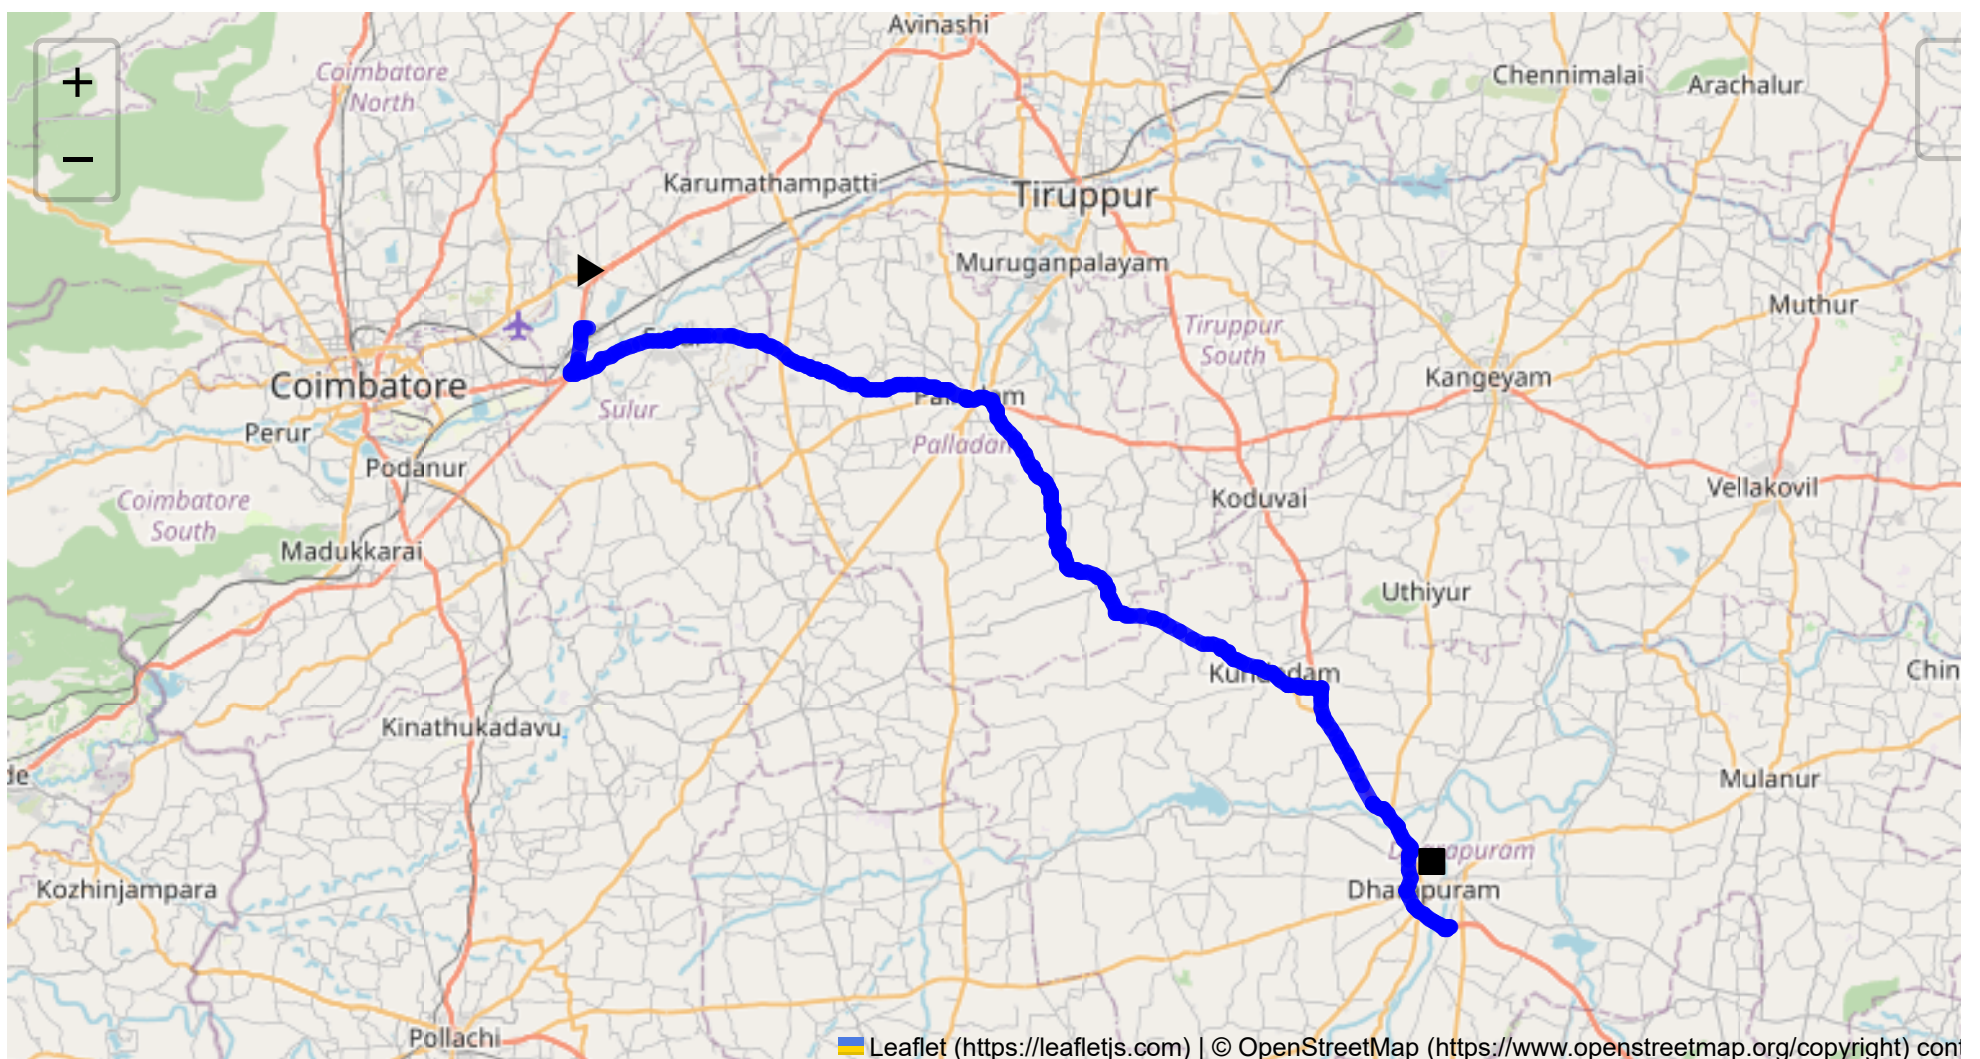 Avinashi
+
Coimbatore
North
Chennimalai
Arachalur
−
Karumathampatti
Tiruppur
Muruganpalayam
Muthur
Tiruppur
South
Coimbatore
Kangeyam
Sulur
Perur
Palladam
Podanur
Coimbatore
South
Koduvai
Vellakovil
Madukkarai
Uthiyur
Chin
Kinathukadavu
de
Mulanur
Kozhinjampara
Pollachi
Leaflet (https://leafletjs.com) | © OpenStreetMap (https://www.openstreetmap.org/copyright) con